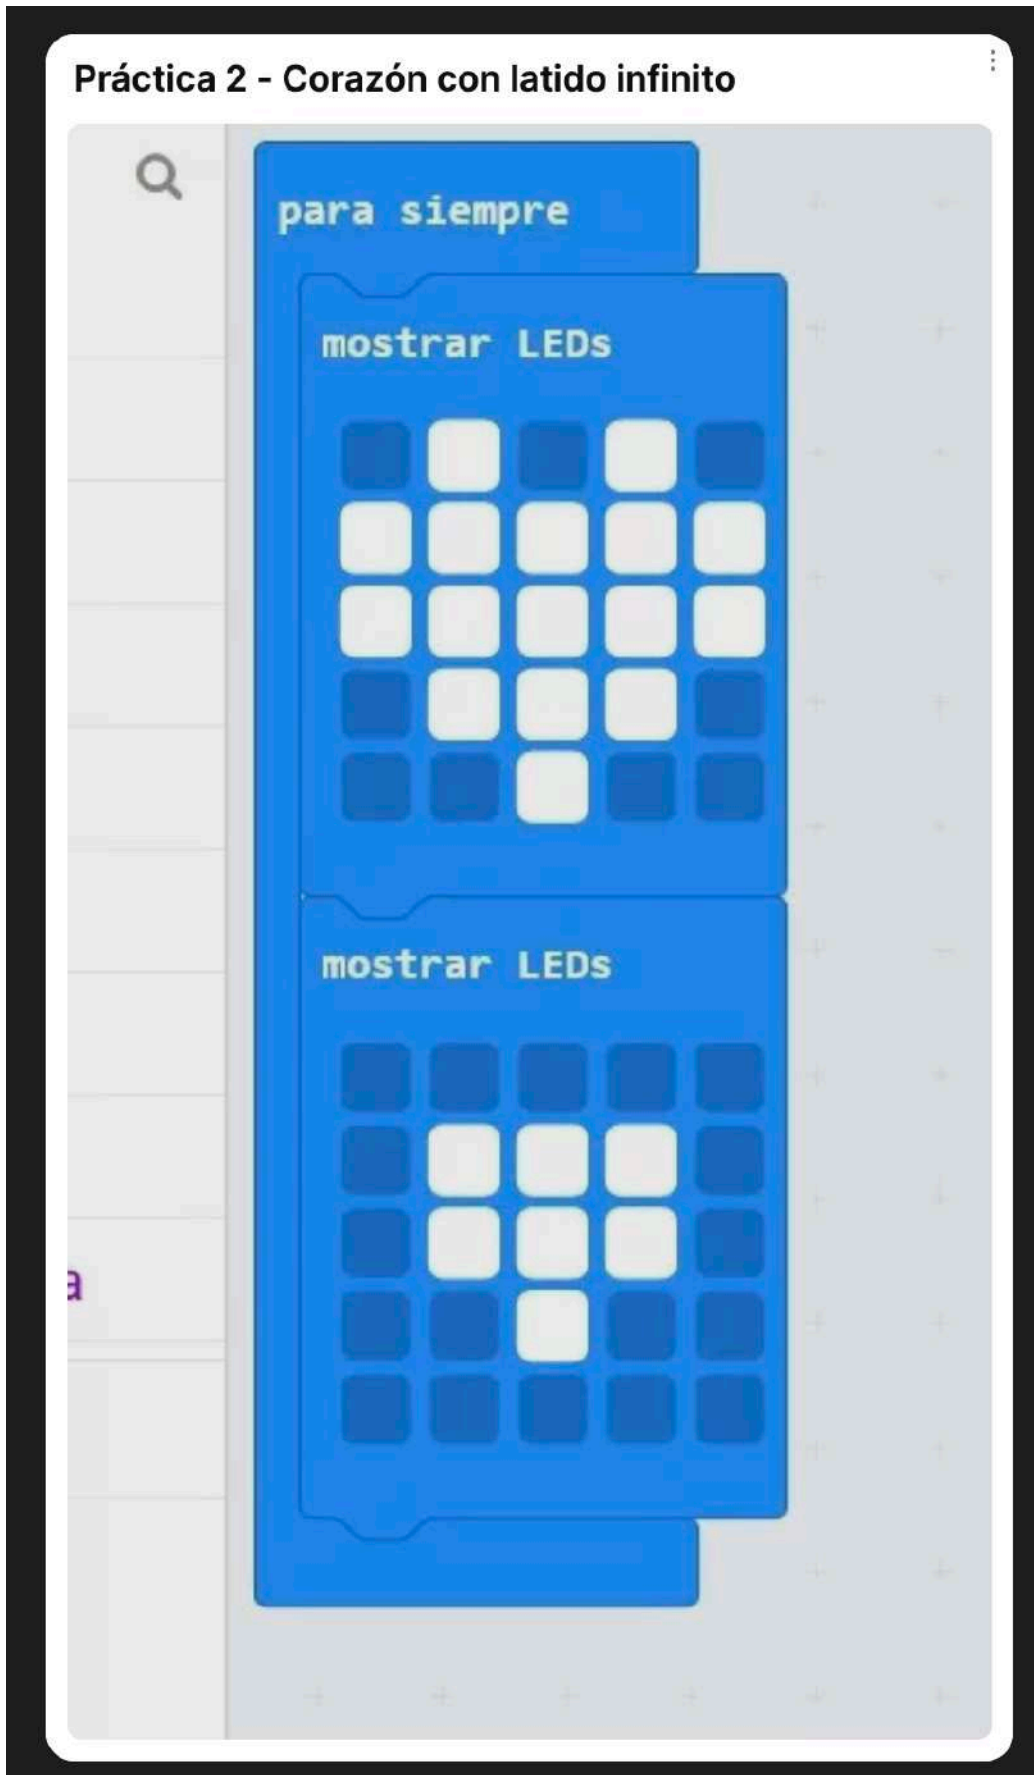 Práctica 2 - Corazón con latido infinito
para siempre
mostrar LEDs
mostrar LEDs
a